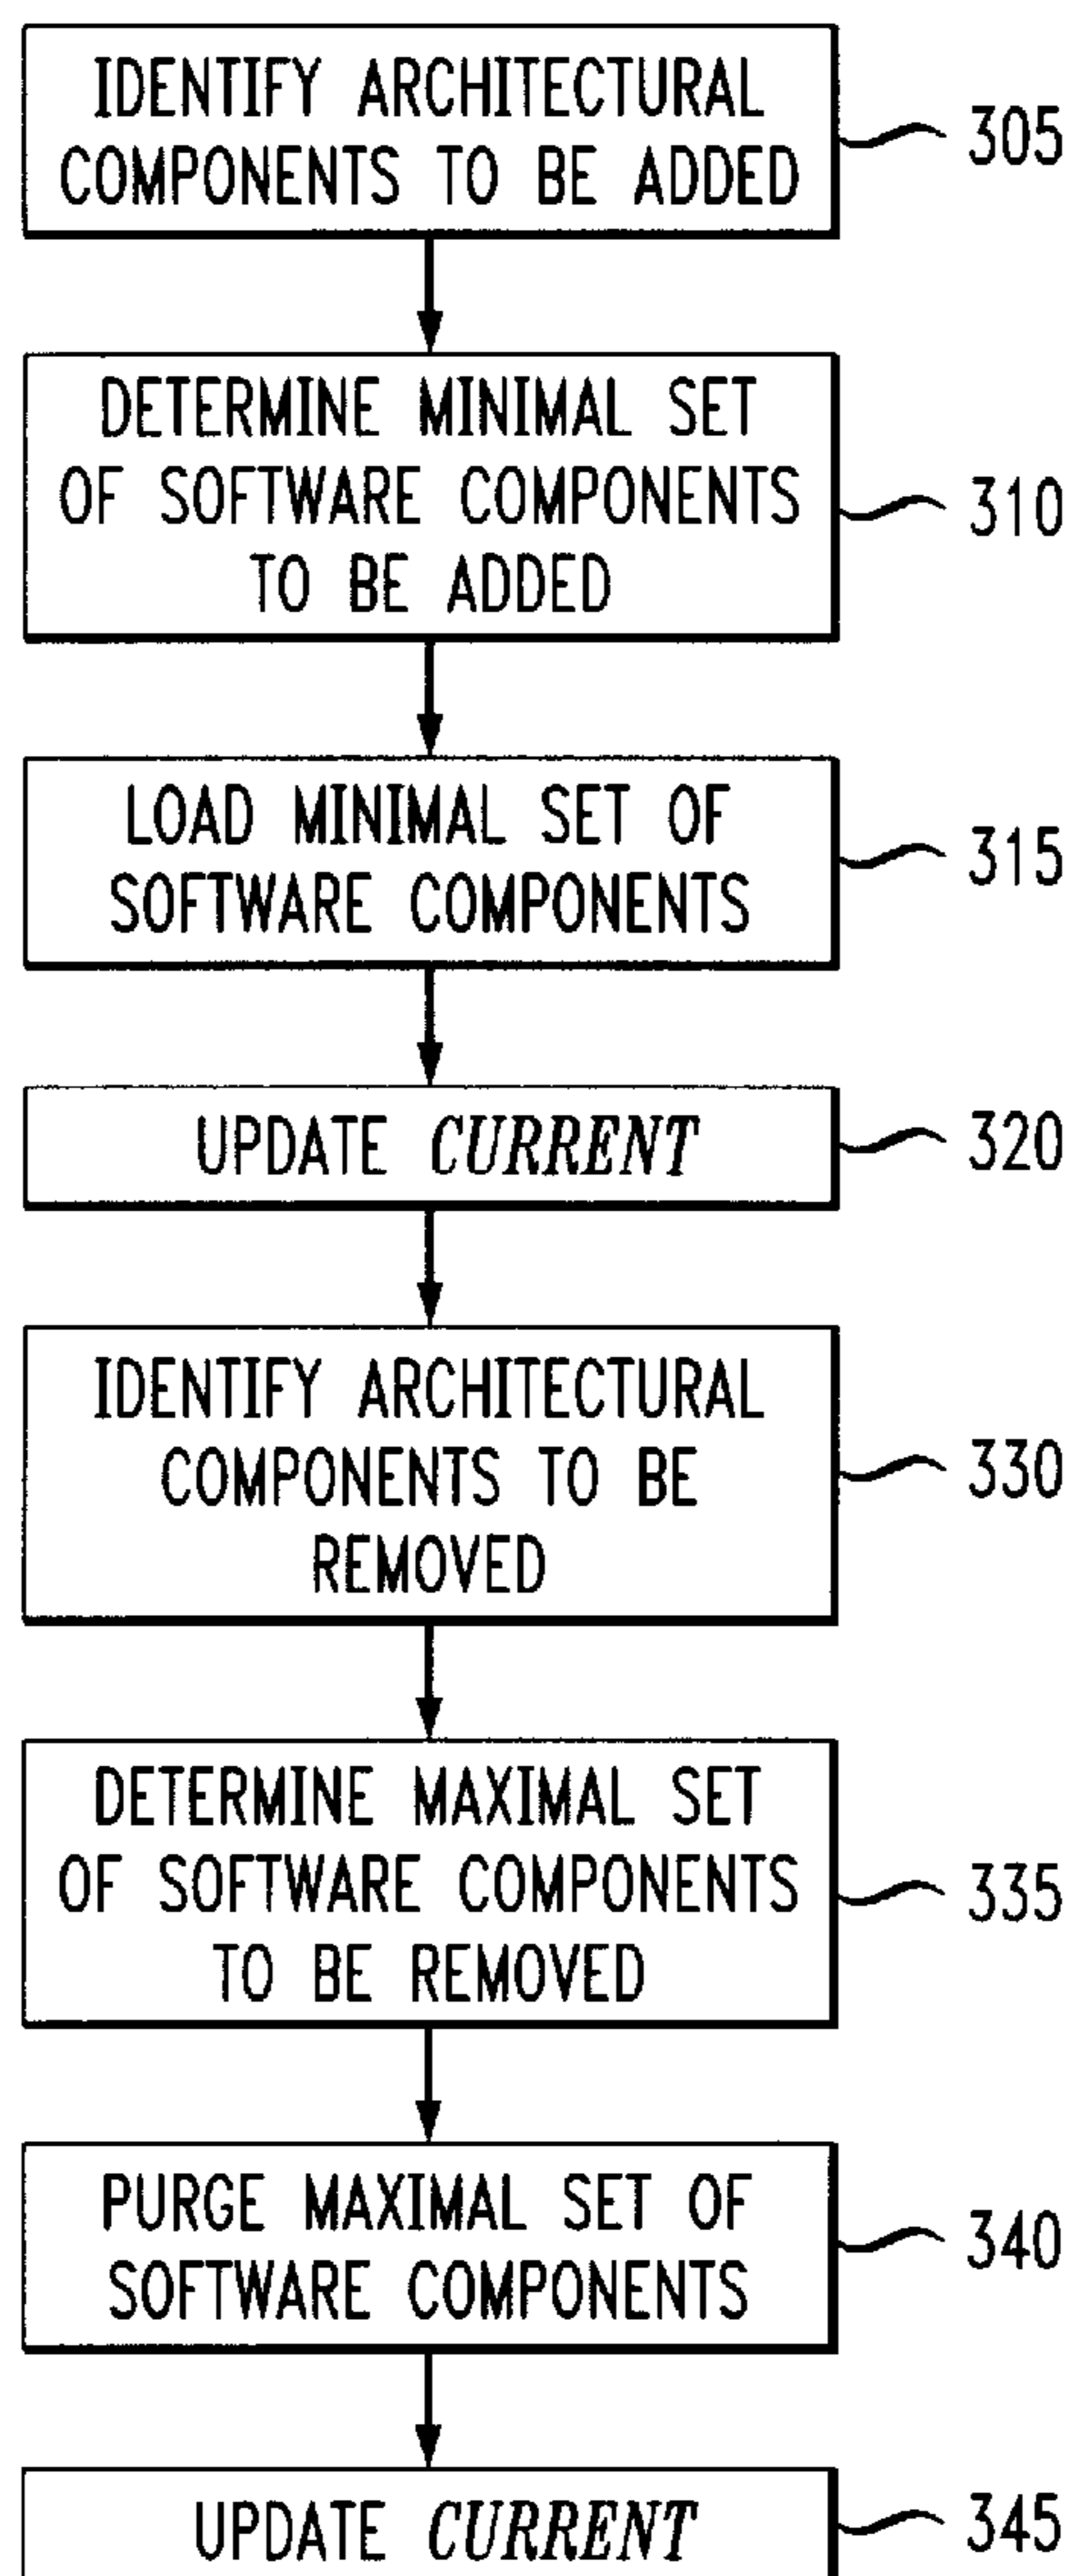 IDENTIFY ARCHITECTURAL
COMPONENTS TO BE ADDED
305
DETERMINE MINIMAL SET
OF SOFTWARE COMPONENTS
TO BE ADDED
310
LOAD MINIMAL SET OF
SOFTWARE COMPONENTS
315
UPDATE CURRENT
320
IDENTIFY ARCHITECTURAL
COMPONENTS TO BE
REMOVED
330
DETERMINE MAXIMAL SET
OF SOFTWARE COMPONENTS
TO BE REMOVED
335
PURGE MAXIMAL SET OF
SOFTWARE COMPONENTS
340
UPDATE CURRENT
345